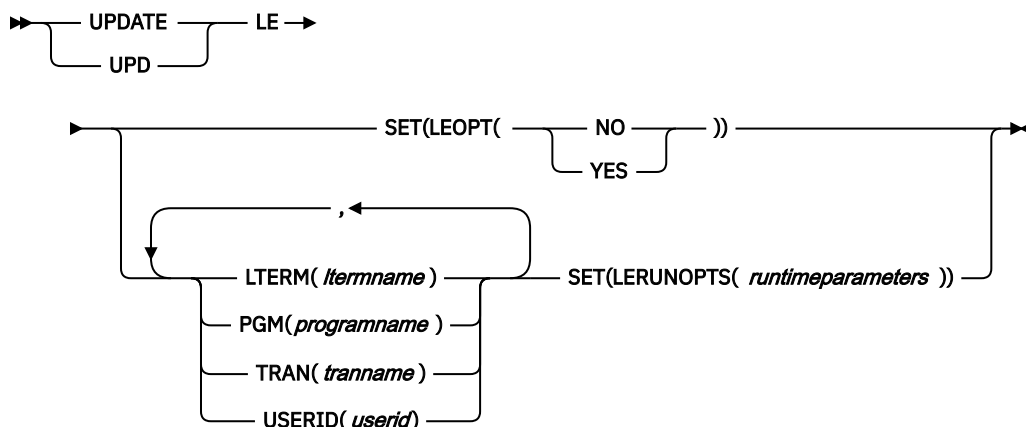 UPDATE LE
UPD
SET(LEOPT( NO ))
YES
,
LTERM( ltermname ) SET(LERUNOPTS( runtimeparameters ))
PGM( programname )
TRAN( tranname )
USERID( userid)